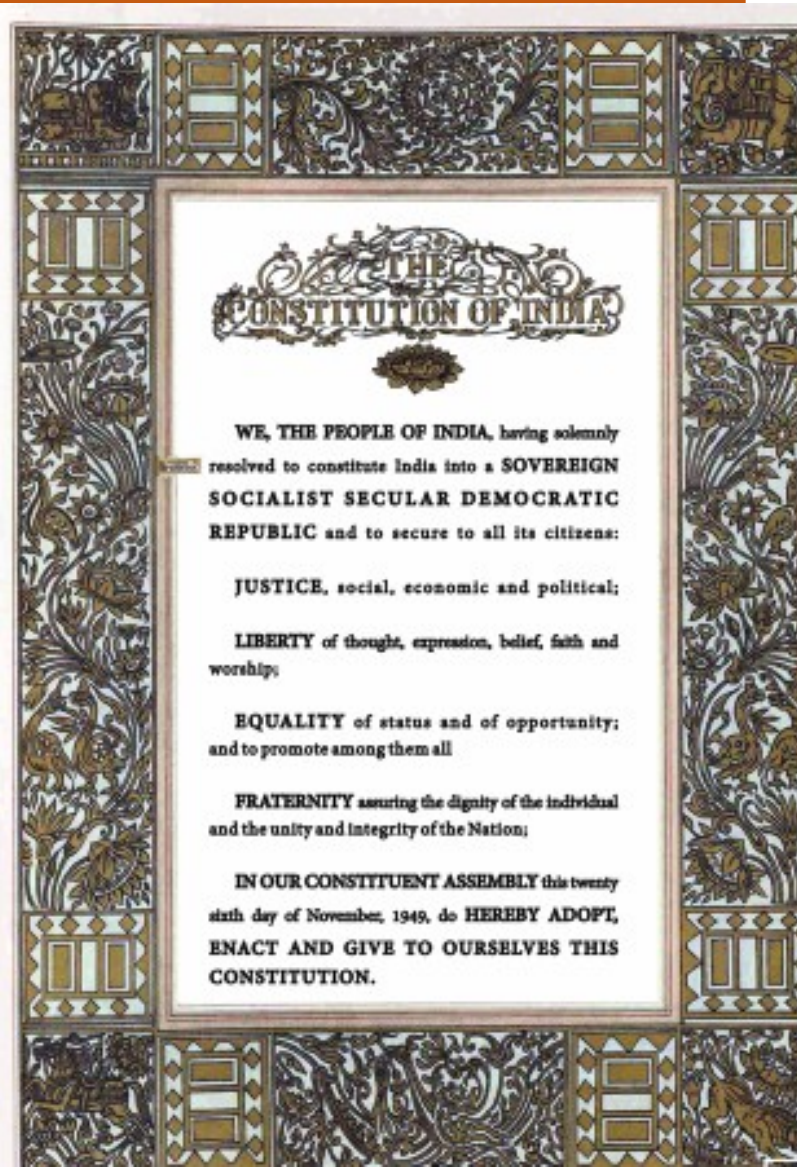 THE
CONSTITUTION OF INDIA
WE, THE PEOPLE OF INDIA, having solemnly
resolved to constitute India into a SOVEREIGN
SOCIALIST SECULAR DEMOCRATIC
REPUBLIC and to secure to all its citizens:
JUSTICE, social, economic and political;
LIBERTY of thought, expression, belief, faith and
worship;
EQUALITY of status and of opportunity;
and to promote among them all
FRATERNITY assuring the dignity of the individual
and the unity and integrity of the Nation;
IN OUR CONSTITUENT ASSEMBLY this twenty
sixth day of November, 1949, do HEREBY ADOPT,
ENACT AND GIVE TO OURSELVES THIS
CONSTITUTION.